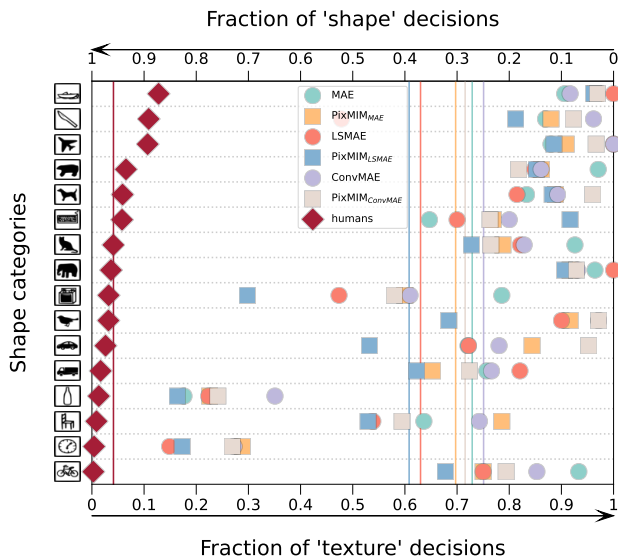 Fraction of 'shape' decisions
1 0.9 0.8 0.7 0.6 0.5 0.4 0.3 0.2 0.1 0
MAE
PixMIM_MAE
LSMAE
PixMIM_LSMAE
ConvMAE
PixMIM_ConvMAE
humans
Shape categories
0 0.1 0.2 0.3 0.4 0.5 0.6 0.7 0.8 0.9 1
Fraction of 'texture' decisions